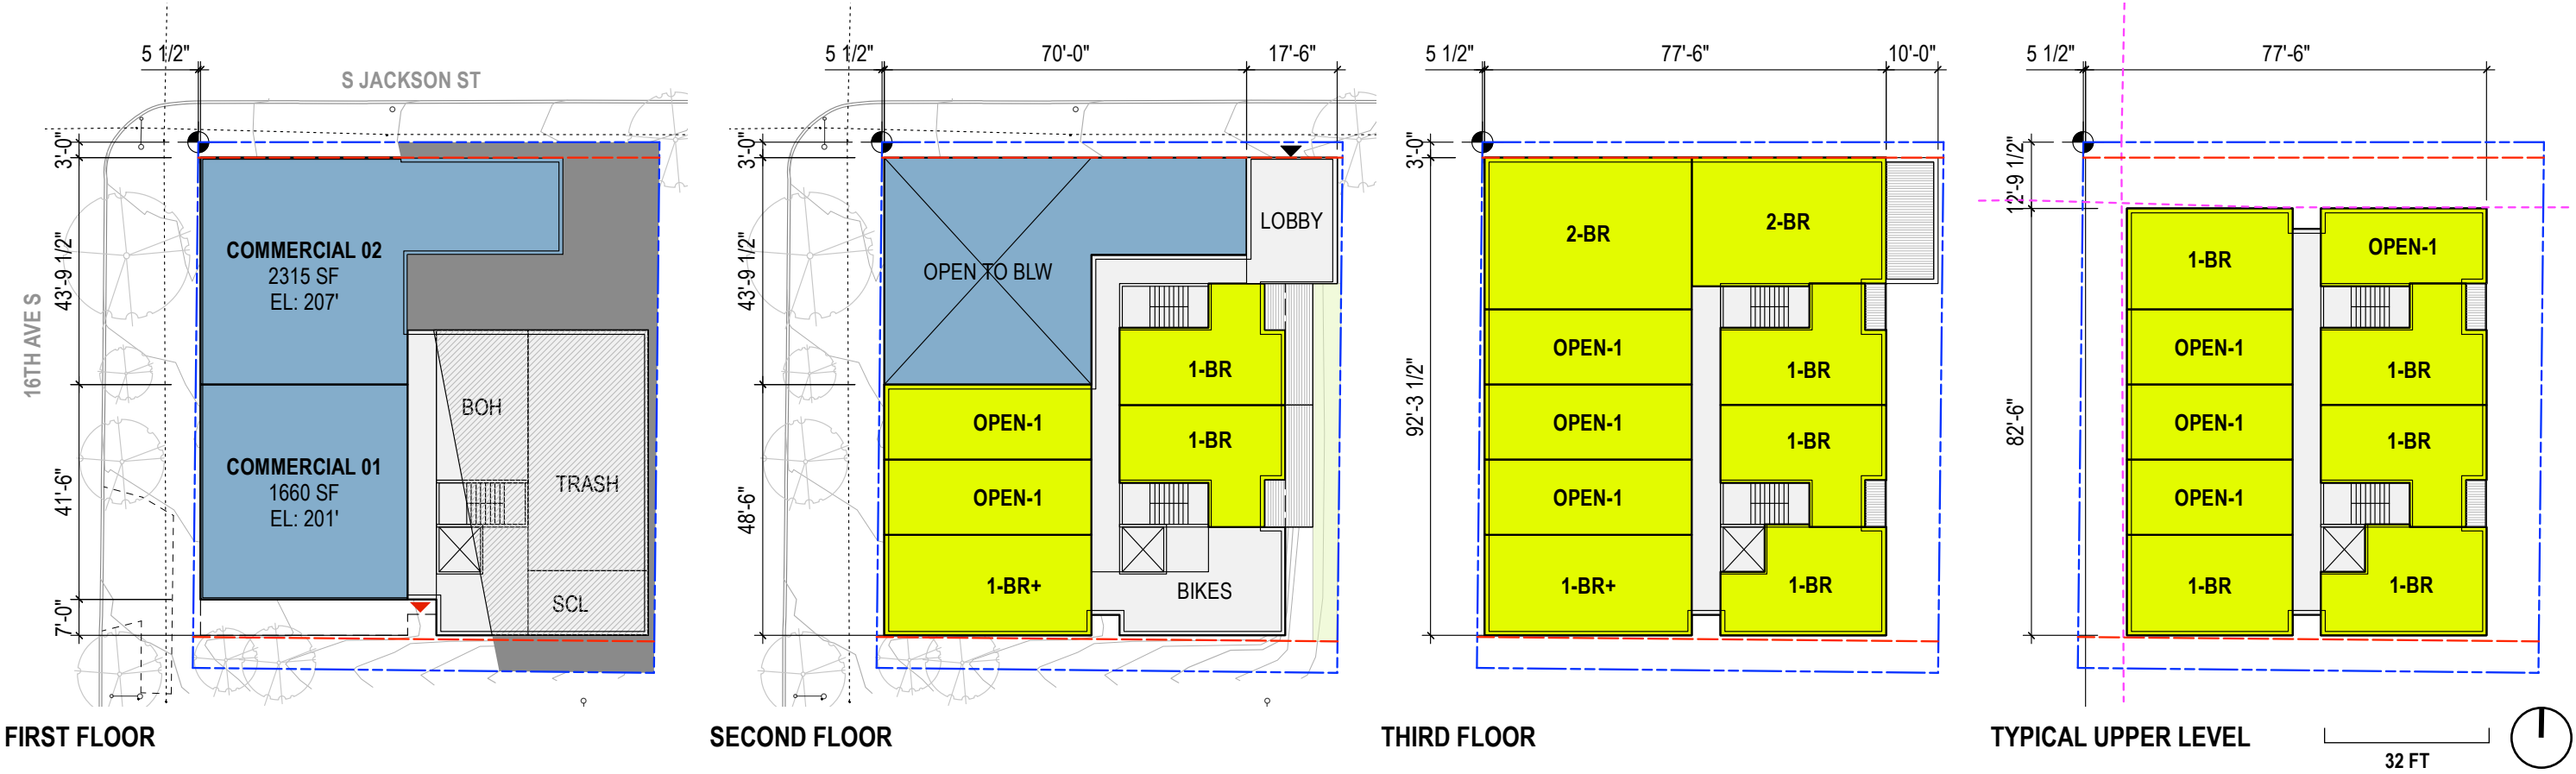 5 1/2"
S JACKSON ST
3'-0"
43'-9 1/2"
41'-6"
7'-0"
16TH AVE S
COMMERCIAL 02
2315 SF
EL: 207'
COMMERCIAL 01
1660 SF
EL: 201'
BOH
TRASH
SCL
FIRST FLOOR
5 1/2"
70'-0"
17'-6"
3'-0"
43'-9 1/2"
48'-6"
OPEN TO BLW
LOBBY
1-BR
1-BR
OPEN-1
OPEN-1
1-BR+
BIKES
SECOND FLOOR
5 1/2"
77'-6"
10'-0"
3'-0"
92'-3 1/2"
2-BR
2-BR
OPEN-1
1-BR
OPEN-1
1-BR
OPEN-1
1-BR+
1-BR
THIRD FLOOR
5 1/2"
77'-6"
12'-9 1/2"
82'-6"
1-BR
OPEN-1
OPEN-1
1-BR
OPEN-1
1-BR
OPEN-1
1-BR
1-BR
TYPICAL UPPER LEVEL
32 FT